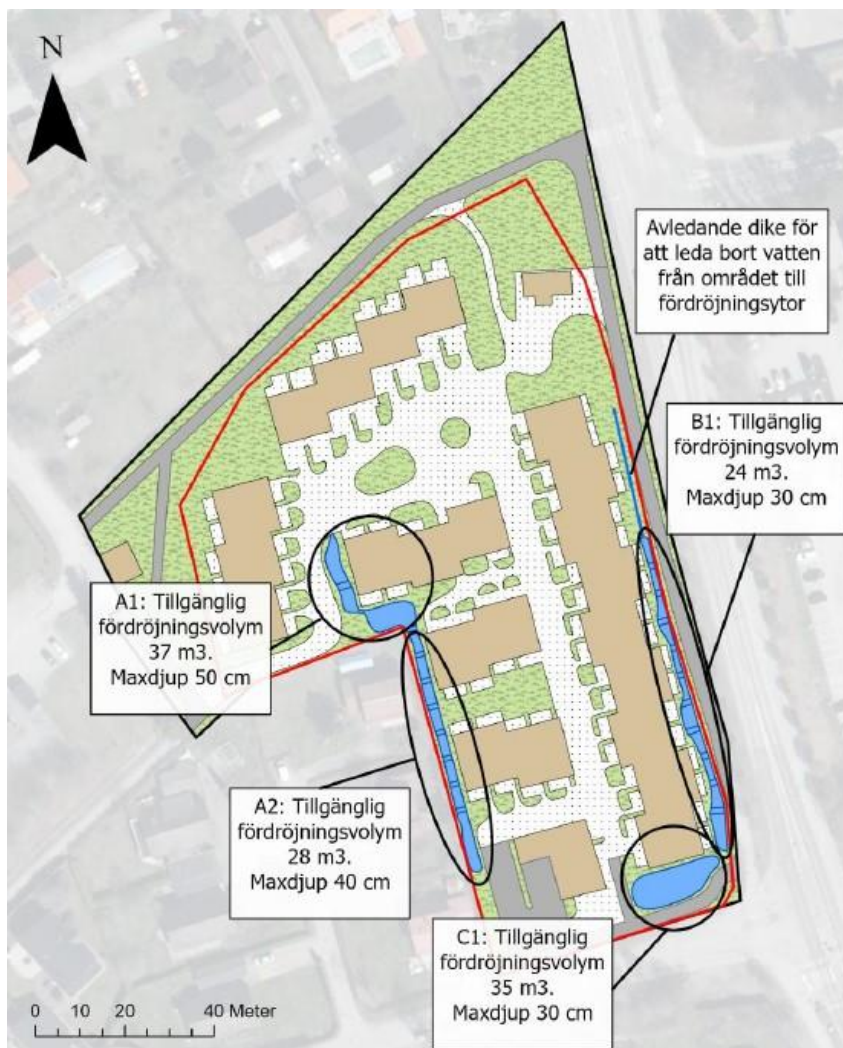 N
Avledande dike för
att leda bort vatten
från området till
fördröjningsytor
B1: Tillgänglig
fördröjningsvolym
24 m3.
Maxdjup 30 cm
A1: Tillgänglig
fördröjningsvolym
37 m3.
Maxdjup 50 cm
A2: Tillgänglig
fördröjningsvolym
28 m3.
Maxdjup 40 cm
C1: Tillgänglig
fördröjningsvolym
35 m3.
Maxdjup 30 cm
0 10 20 40 Meter